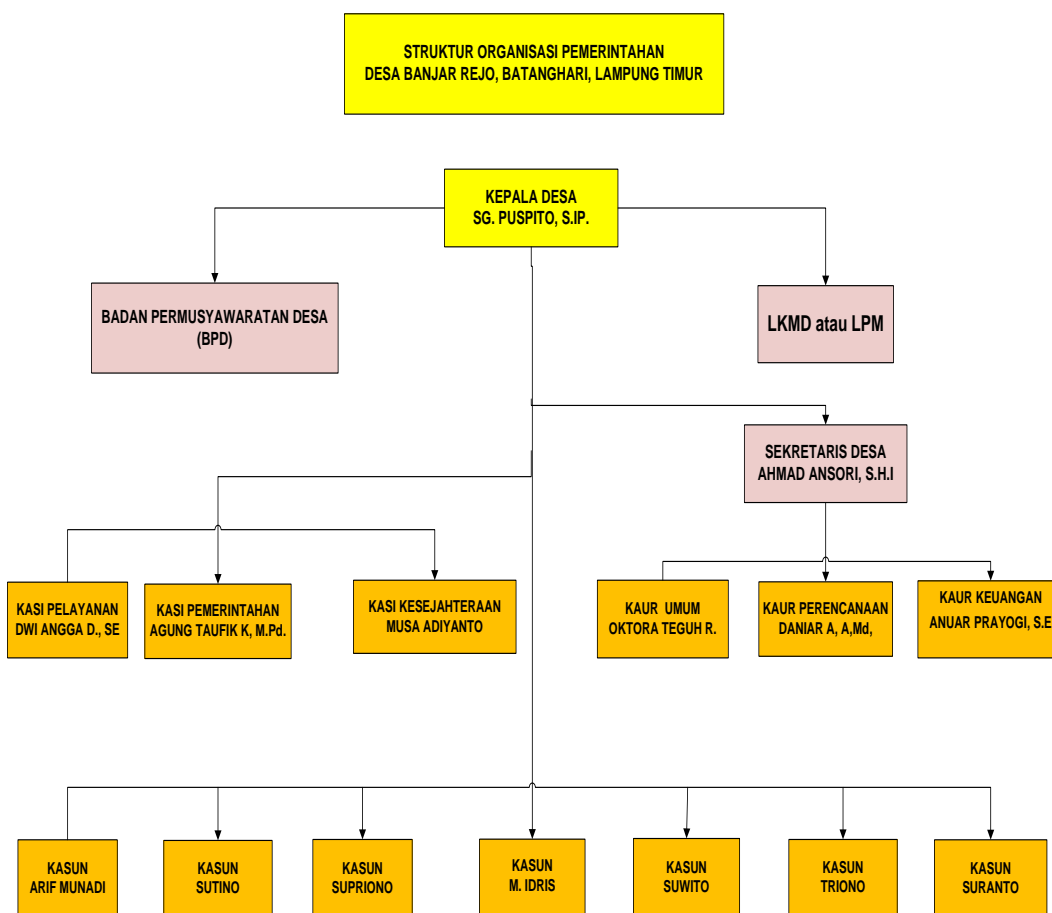 STRUKTUR ORGANISASI PEMERINTAHAN
DESA BANJAR REJO, BATANGHARI, LAMPUNG TIMUR
KEPALA DESA
SG. PUSPITO, S.IP.
BADAN PERMUSYAWARATAN DESA
(BPD)
LKMD atau LPM
SEKRETARIS DESA
AHMAD ANSORI, S.H.I
KASI PELAYANAN
DWI ANGGA D., SE
KASI PEMERINTAHAN
AGUNG TAUFIK K, M.Pd.
KASI KESEJAHTERAAN
MUSA ADIYANTO
KAUR UMUM
OKTORA TEGUH R.
KAUR PERENCANAAN
DANIAR A, A,Md,
KAUR KEUANGAN
ANUAR PRAYOGI, S.E
KASUN
ARIF MUNADI
KASUN
SUTINO
KASUN
SUPRIONO
KASUN
M. IDRIS
KASUN
SUWITO
KASUN
TRIONO
KASUN
SURANTO